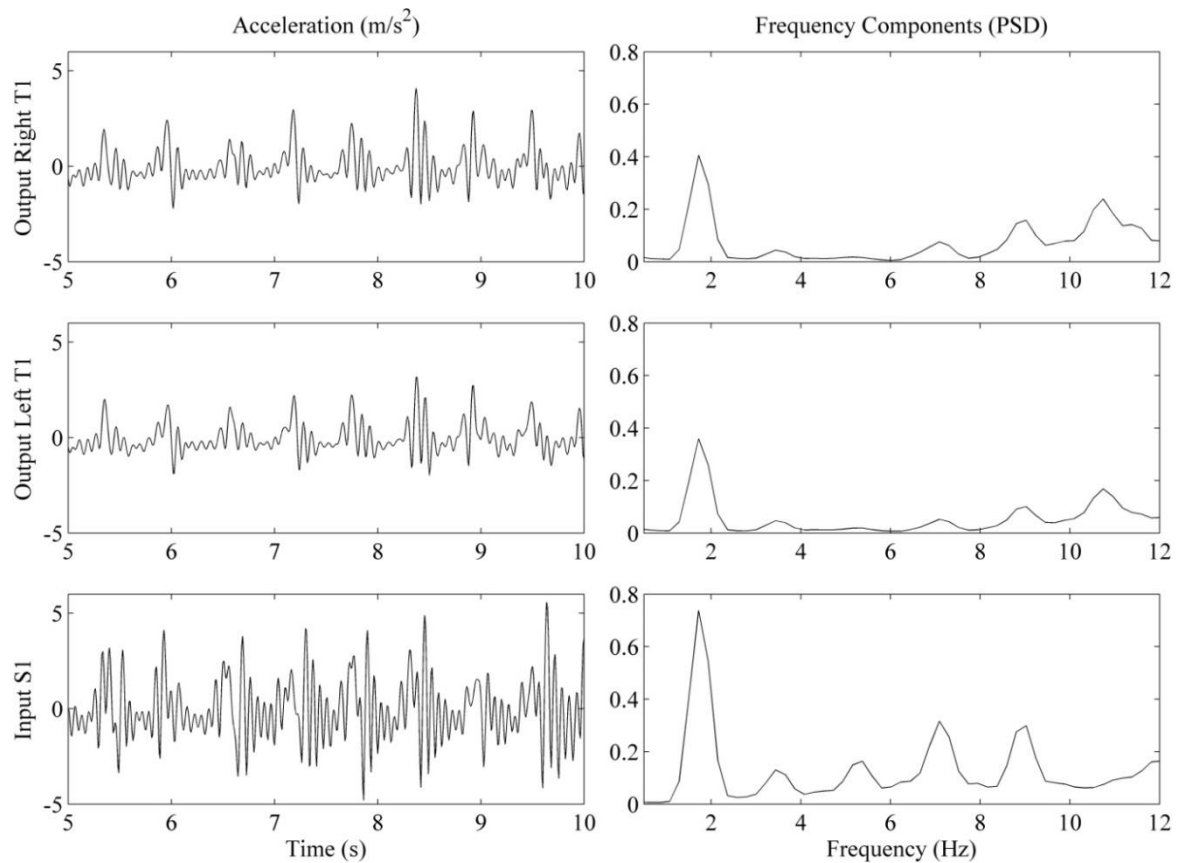 Acceleration (m/s²)
Frequency Components (PSD)
Output Right T1
5
0
-5
5 6 7 8 9 10
0.8
0.6
0.4
0.2
0
2 4 6 8 10 12
Output Left T1
5
0
-5
5 6 7 8 9 10
0.8
0.6
0.4
0.2
0
2 4 6 8 10 12
Input S1
5
0
-5
5 6 7 8 9 10
Time (s)
0.8
0.6
0.4
0.2
0
2 4 6 8 10 12
Frequency (Hz)